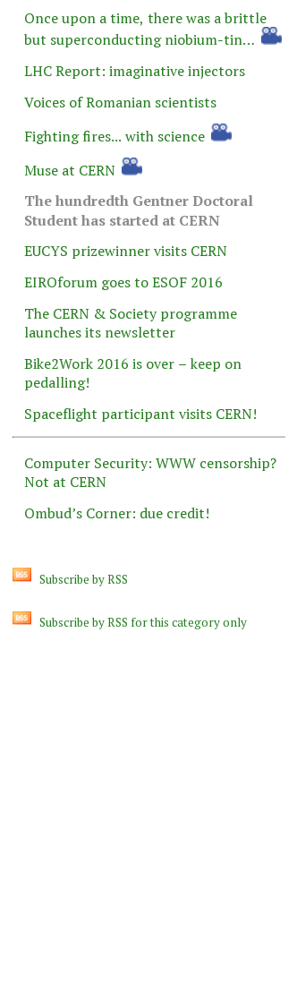 Once upon a time, there was a brittle
but superconducting niobium-tin…
LHC Report: imaginative injectors
Voices of Romanian scientists
Fighting fires... with science
Muse at CERN
The hundredth Gentner Doctoral
Student has started at CERN
EUCYS prizewinner visits CERN
EIROforum goes to ESOF 2016
The CERN & Society programme
launches its newsletter
Bike2Work 2016 is over – keep on
pedalling!
Spaceflight participant visits CERN!
Computer Security: WWW censorship?
Not at CERN
Ombud’s Corner: due credit!
RSS Subscribe by RSS
RSS Subscribe by RSS for this category only